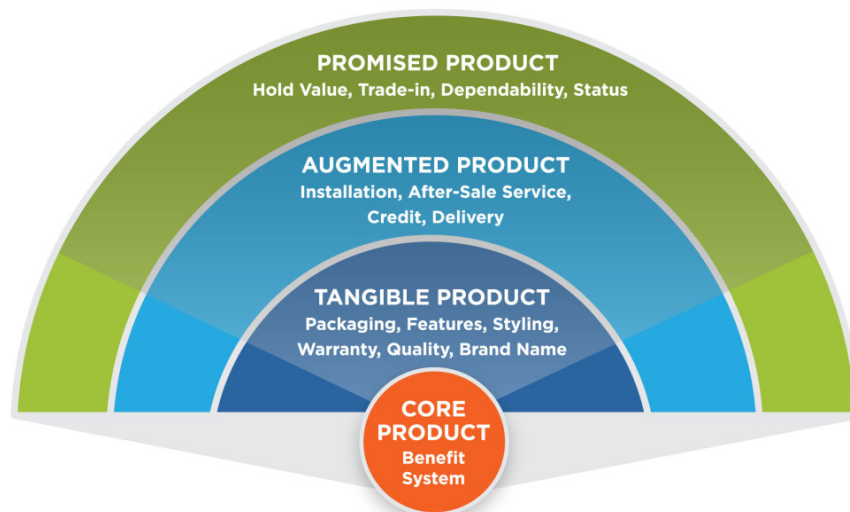 PROMISED PRODUCT
Hold Value, Trade-in, Dependability, Status
AUGMENTED PRODUCT
Installation, After-Sale Service,
Credit, Delivery
TANGIBLE PRODUCT
Packaging, Features, Styling,
Warranty, Quality, Brand Name
CORE
PRODUCT
Benefit
System